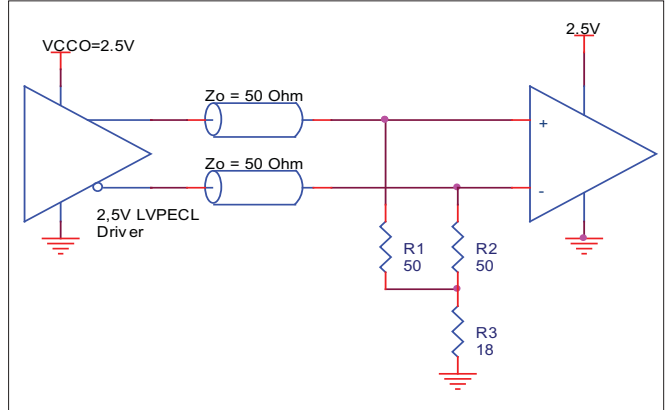 VCCO=2.5V
2.5V
Zo = 50 Ohm
+
Zo = 50 Ohm
-
2,5V LVPECL
Driver
R1
50
R2
50
R3
18